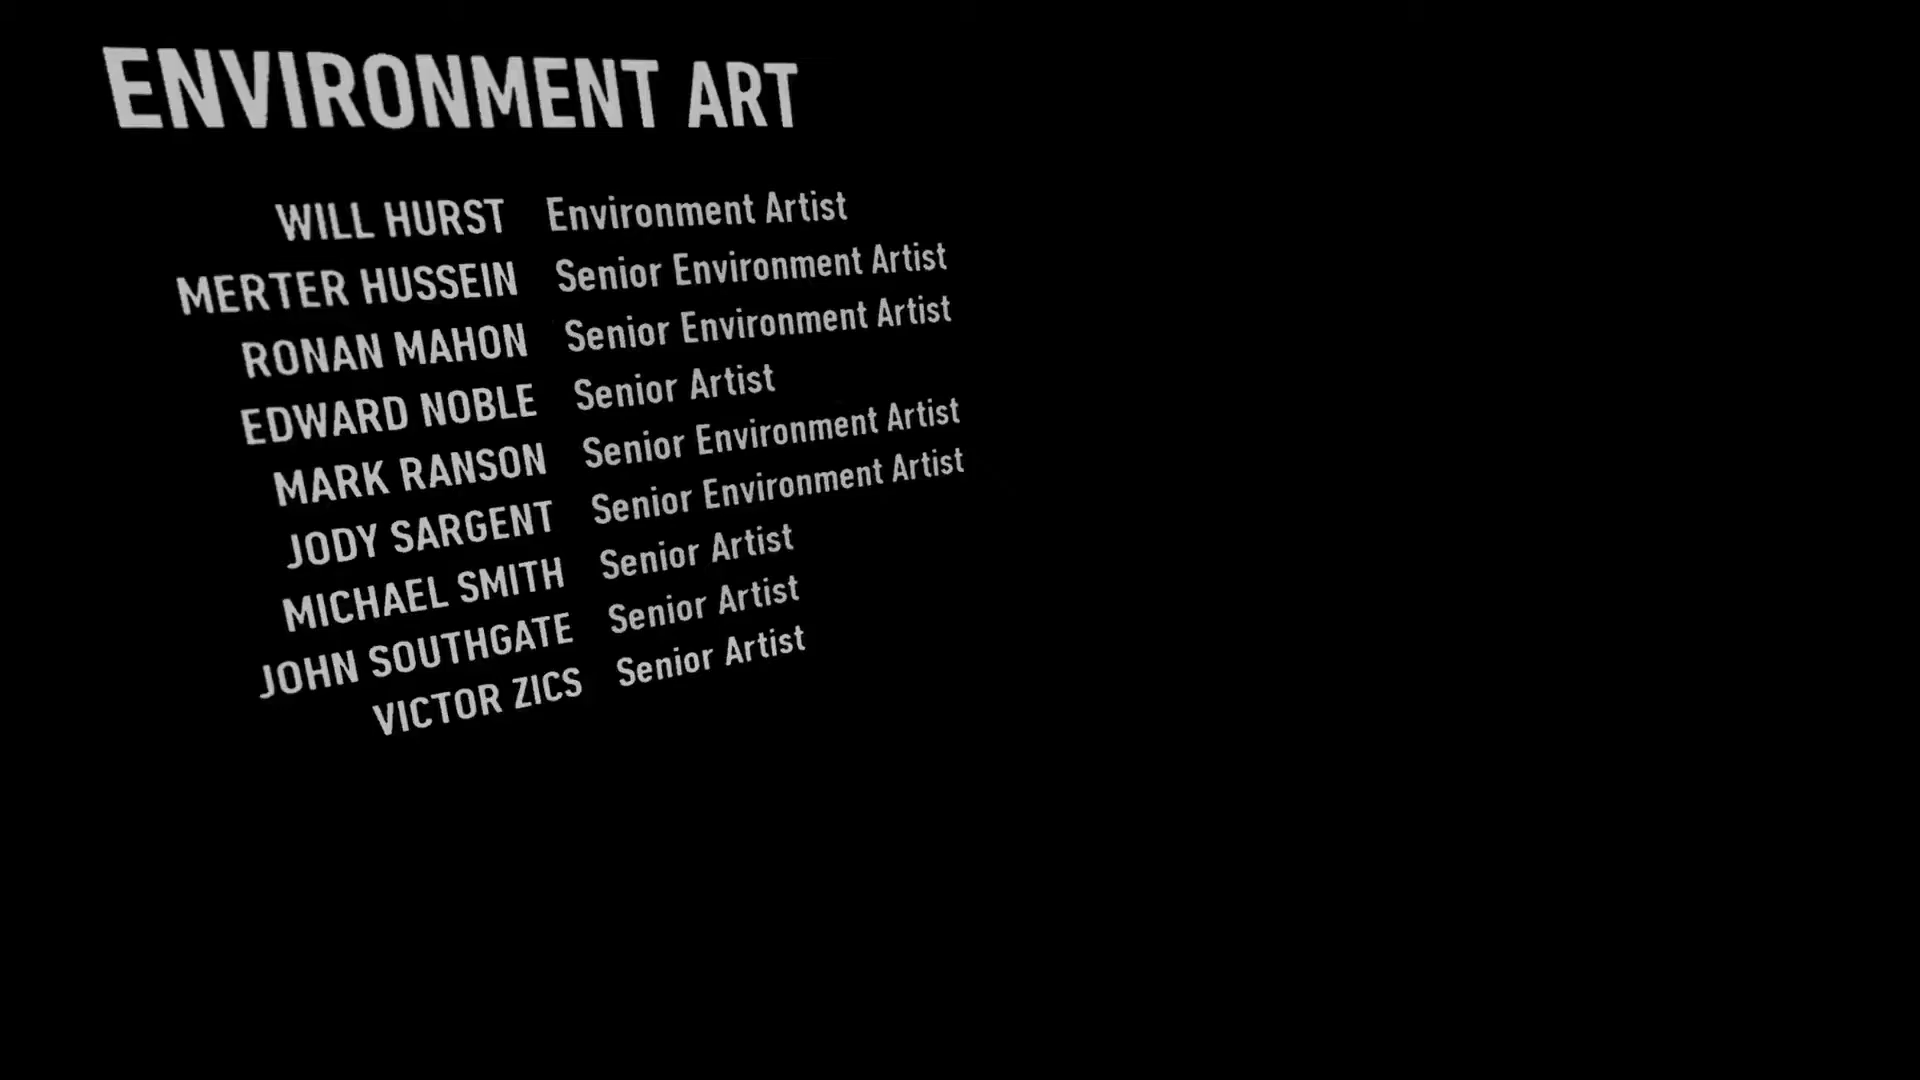 ENVIRONMENT ART
WILL HURST Environment Artist
MERTER HUSSEIN Senior Environment Artist
RONAN MAHON Senior Environment Artist
EDWARD NOBLE Senior Artist
MARK RANSON Senior Environment Artist
JODY SARGENT Senior Environment Artist
MICHAEL SMITH Senior Artist
JOHN SOUTHGATE Senior Artist
VICTOR ZICS Senior Artist